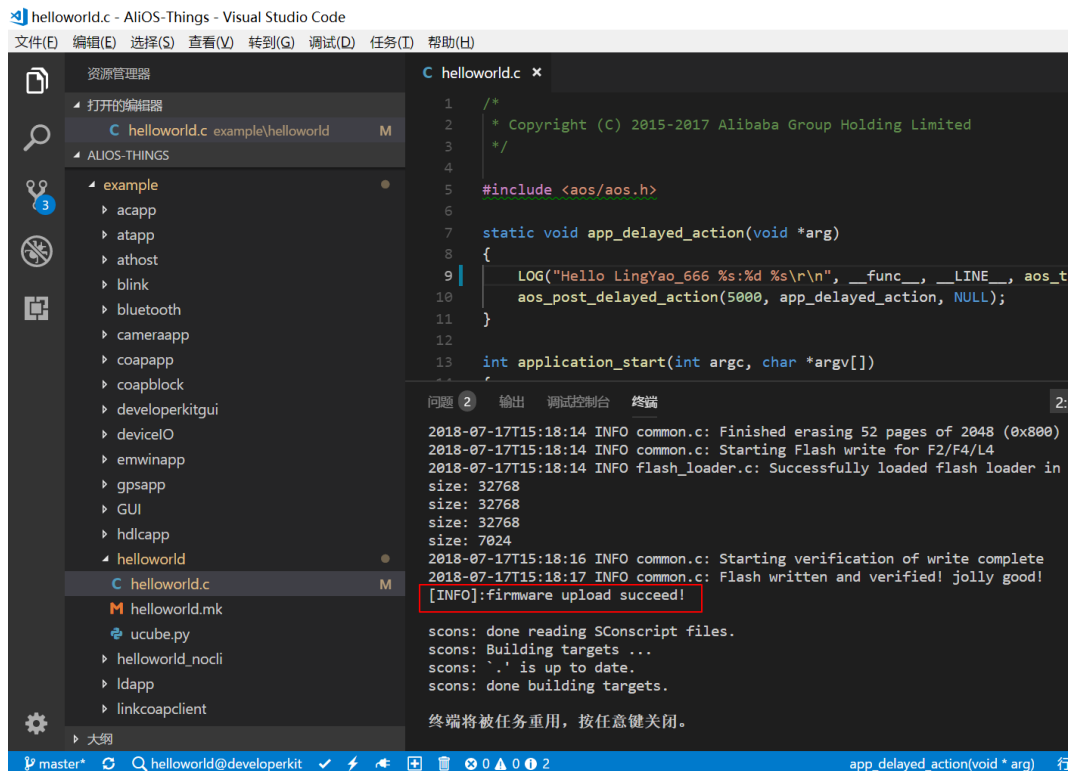 helloworld.c - AliOS-Things - Visual Studio Code
文件(F) 编辑(E) 选择(S) 查看(V) 转到(G) 调试(D) 任务(T) 帮助(H)
资源管理器
打开的编辑器
C helloworld.c example\helloworld M
ALIOS-THINGS
example
acapp
atapp
athost
3
blink
bluetooth
cameraapp
coapapp
coapblock
developerkitgui
deviceIO
emwinapp
gpsapp
GUI
hdlcapp
helloworld
C helloworld.c M
M helloworld.mk
ucube.py
helloworld_nocli
ldapp
linkcoapclient
大纲
C helloworld.c ×
1 /*
2 * Copyright (C) 2015-2017 Alibaba Group Holding Limited
3 */
4
5 #include <aos/aos.h>
6
7 static void app_delayed_action(void *arg)
8 {
9 LOG("Hello LingYao_666 %s:%d %s\r\n", __func__, __LINE__, aos_t
10 aos_post_delayed_action(5000, app_delayed_action, NULL);
11 }
12
13 int application_start(int argc, char *argv[])
问题 2 输出 调试控制台 终端 2:
2018-07-17T15:18:14 INFO common.c: Finished erasing 52 pages of 2048 (0x800)
2018-07-17T15:18:14 INFO common.c: Starting Flash write for F2/F4/L4
2018-07-17T15:18:14 INFO flash_loader.c: Successfully loaded flash loader in
size: 32768
size: 32768
size: 32768
size: 7024
2018-07-17T15:18:16 INFO common.c: Starting verification of write complete
2018-07-17T15:18:17 INFO common.c: Flash written and verified! jolly good!
[INFO]:firmware upload succeed!
scons: done reading SConscript files.
scons: Building targets ...
scons: `.' is up to date.
scons: done building targets.
终端将被任务重用，按任意键关闭。
master* helloworld@developerkit 0 0 2 app_delayed_action(void * arg) 行